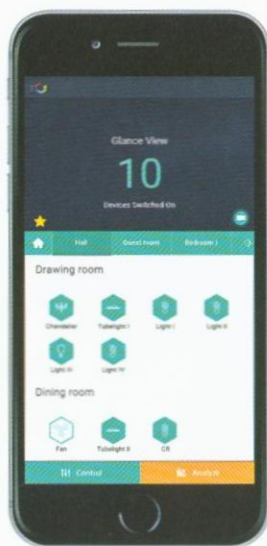 Glance View
10
Devices Switched On
Hall Guest room Bedroom I
Drawing room
Chandelier Tubelight I Light I Light II
Light III Light IV
Dining room
Fan Tubelight II Cfl
Control Analyze